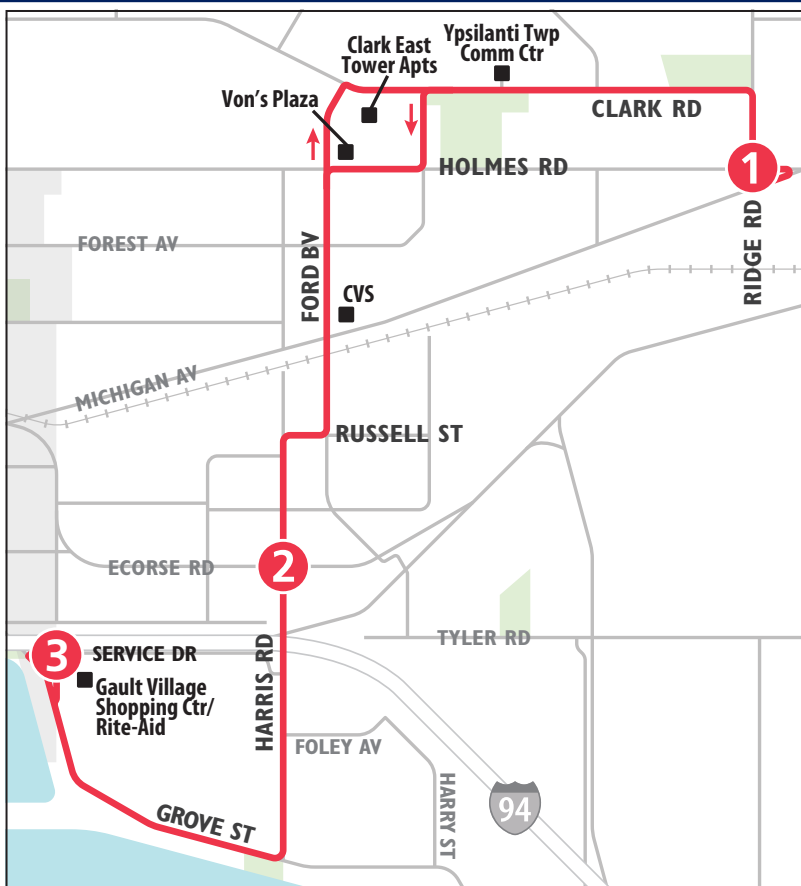 Ypsilanti Twp
Comm Ctr
Clark East
Tower Apts
Von's Plaza
CLARK RD
HOLMES RD
1
RIDGE RD
FOREST AV
FORD BV
CVS
MICHIGAN AV
RUSSELL ST
ECORSE RD
2
TYLER RD
3
SERVICE DR
Gault Village
Shopping Ctr/
Rite-Aid
HARRIS RD
FOLEY AV
HARRY ST
94
GROVE ST